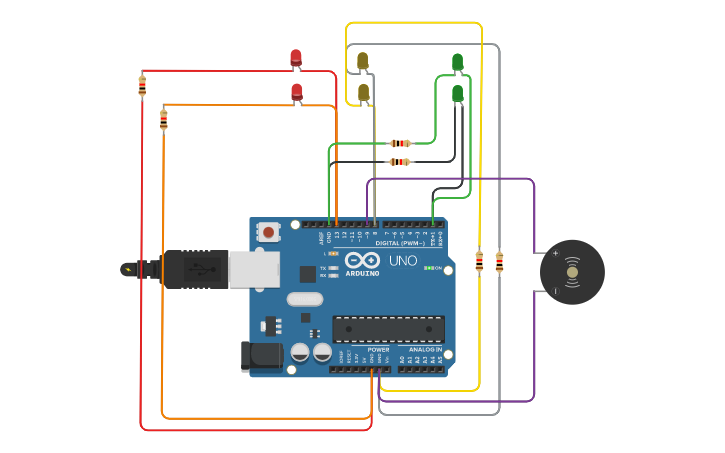 AREF
GND
13
12
~11
~10
~9
8
7
~6
~5
4
~3
2
TX→1
RX←0
DIGITAL (PWM~)
L
TX
RX
ARDUINO
UNO
ON
POWER
ANALOG IN
IOREF
RESET
3.3V
5V
GND
GND
Vin
A0
A1
A2
A3
A4
A5
+